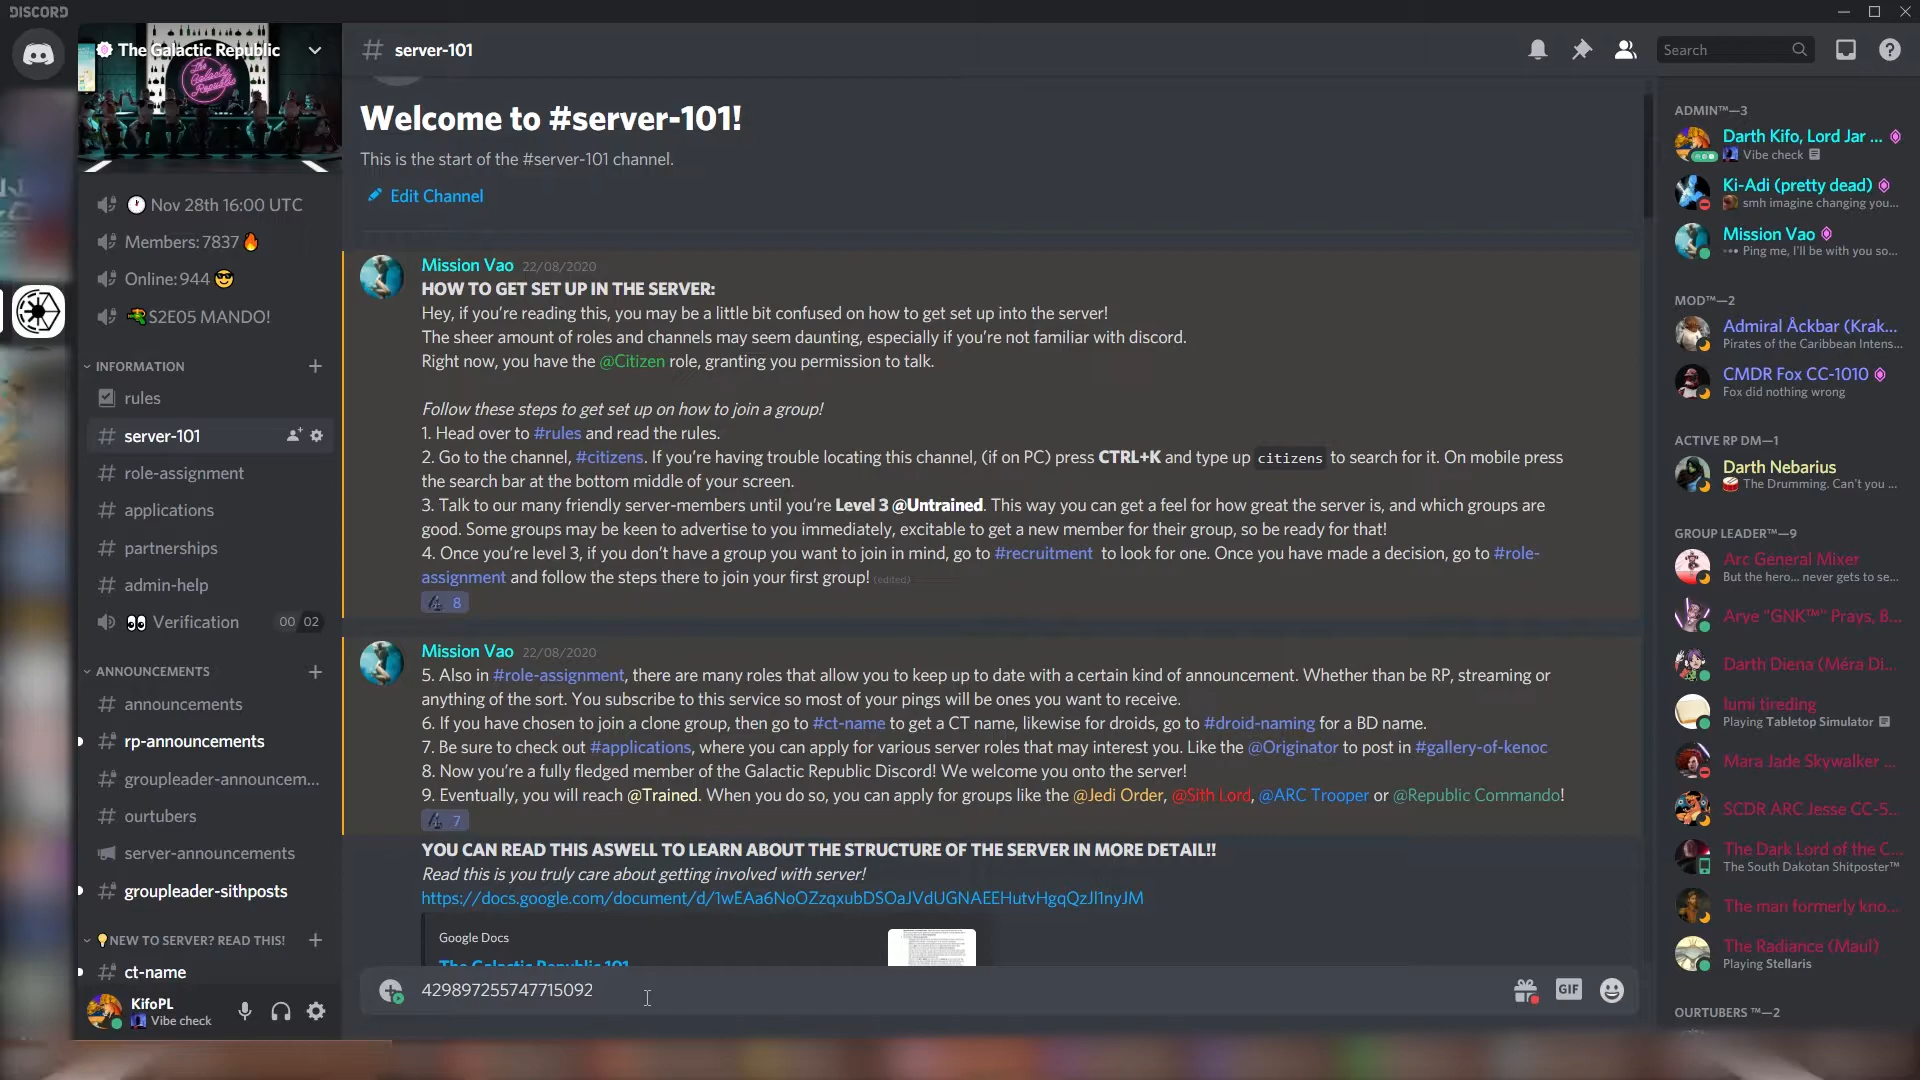 DISCORD
The Galactic Republic
Nov 28th 16:00 UTC
Members: 7837
Online: 944
S2E05 MANDO!
INFORMATION
rules
server-101
role-assignment
applications
partnerships
admin-help
Verification 00 02
ANNOUNCEMENTS
announcements
rp-announcements
groupleader-announcem...
ourtubers
server-announcements
groupleader-sithposts
NEW TO SERVER? READ THIS!
ct-name
KifoPL
Vibe check
server-101
Search
Welcome to #server-101!
This is the start of the #server-101 channel.
Edit Channel
Mission Vao 22/08/2020
HOW TO GET SET UP IN THE SERVER:
Hey, if you're reading this, you may be a little bit confused on how to get set up into the server!
The sheer amount of roles and channels may seem daunting, especially if you're not familiar with discord.
Right now, you have the @Citizen role, granting you permission to talk.
Follow these steps to get set up on how to join a group!
1. Head over to #rules and read the rules.
2. Go to the channel, #citizens. If you're having trouble locating this channel, (if on PC) press CTRL+K and type up citizens to search for it. On mobile press
the search bar at the bottom middle of your screen.
3. Talk to our many friendly server-members until you're Level 3 @Untrained. This way you can get a feel for how great the server is, and which groups are
good. Some groups may be keen to advertise to you immediately, excitable to get a new member for their group, so be ready for that!
4. Once you're level 3, if you don't have a group you want to join in mind, go to #recruitment to look for one. Once you have made a decision, go to #role-
assignment and follow the steps there to join your first group! (edited)
8
Mission Vao 22/08/2020
5. Also in #role-assignment, there are many roles that allow you to keep up to date with a certain kind of announcement. Whether than be RP, streaming or
anything of the sort. You subscribe to this service so most of your pings will be ones you want to receive.
6. If you have chosen to join a clone group, then go to #ct-name to get a CT name, likewise for droids, go to #droid-naming for a BD name.
7. Be sure to check out #applications, where you can apply for various server roles that may interest you. Like the @Originator to post in #gallery-of-kenoc
8. Now you're a fully fledged member of the Galactic Republic Discord! We welcome you onto the server!
9. Eventually, you will reach @Trained. When you do so, you can apply for groups like the @Jedi Order, @Sith Lord, @ARC Trooper or @Republic Commando!
7
YOU CAN READ THIS ASWELL TO LEARN ABOUT THE STRUCTURE OF THE SERVER IN MORE DETAIL!!
Read this is you truly care about getting involved with server!
https://docs.google.com/document/d/1wEAa6NoOZzqxubDSOaJVdUGNAEEHutvHgqQzJl1nyJM
Google Docs
The Galactic Republic 101
429897255747715092
GIF
ADMIN™—3
Darth Kifo, Lord Jar ...
Vibe check
Ki-Adi (pretty dead)
smh imagine changing you...
Mission Vao
Ping me, I'll be with you so...
MOD™—2
Admiral Åckbar (Krak...
Pirates of the Caribbean Intens...
CMDR Fox CC-1010
Fox did nothing wrong
ACTIVE RP DM—1
Darth Nebarius
The Drumming. Can't you ...
GROUP LEADER™—9
Arc General Mixer
But the hero... never gets to se...
Arye "GNK™" Prays, B...
Darth Diena (Méra Di...
lumi tireding
Playing Tabletop Simulator
Mara Jade Skywalker ...
SCDR ARC Jesse CC-5...
The Dark Lord of the C...
The South Dakotan Shitposter™
The man formerly kno...
The Radiance (Maul)
Playing Stellaris
OURTUBERS ™—2